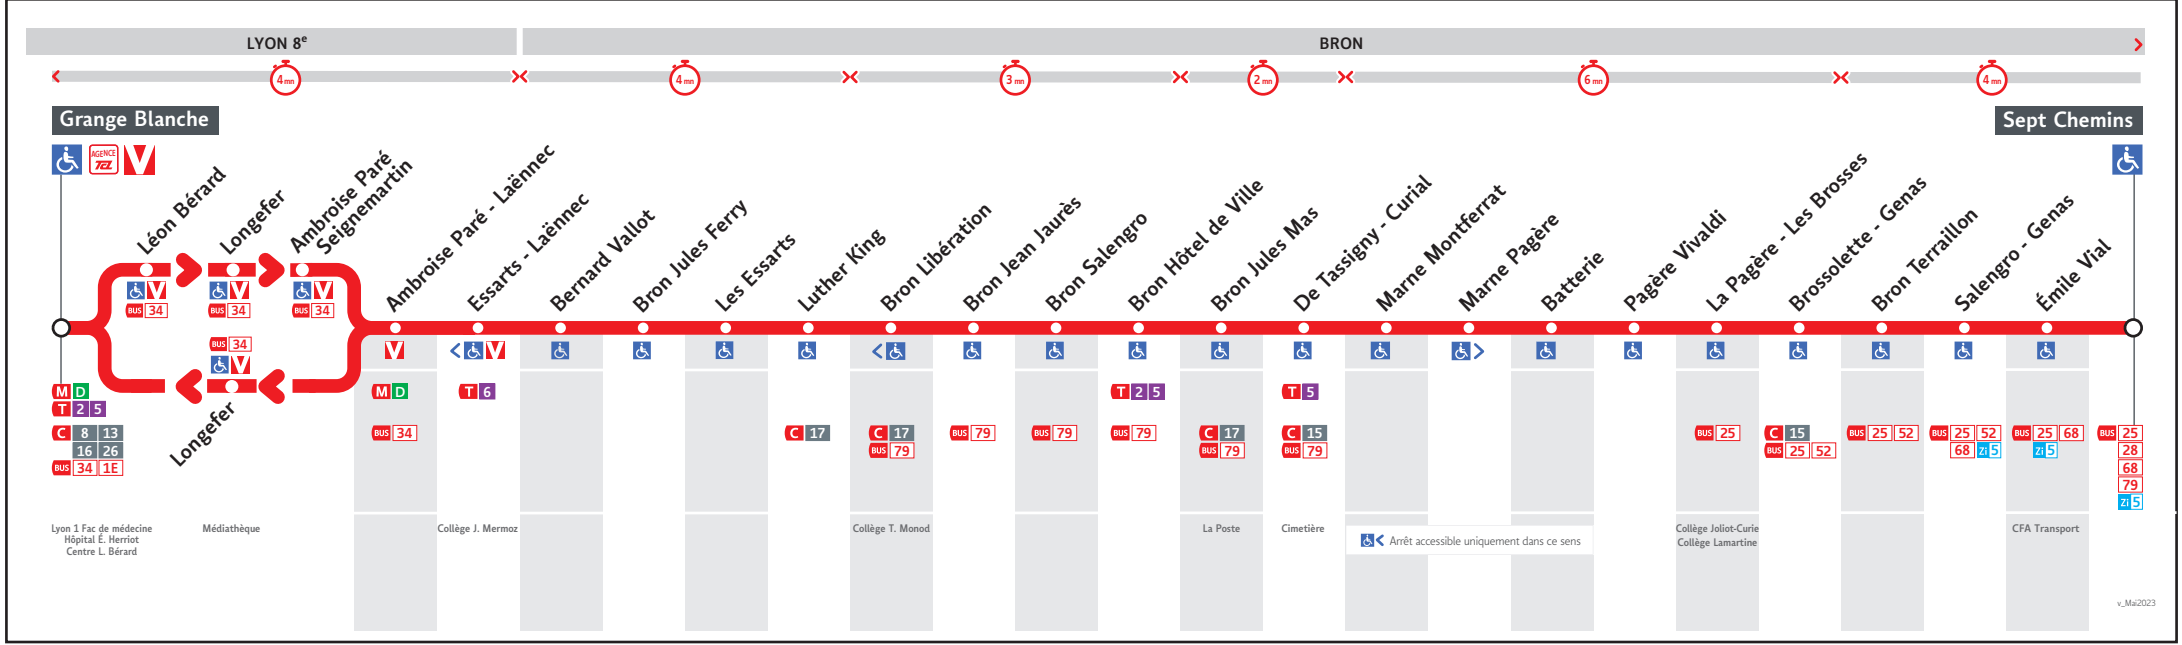 LYON 8e
BRON
4 mn
4 mn
3 mn
2 mn
6 mn
4 mn
Grange Blanche
Sept Chemins
AGENCE
TCL
V
Léon Bérard
Longefer
Ambroise Paré
Seignemartin
Ambroise Paré - Laënnec
Essarts - Laënnec
Bernard Vallot
Bron Jules Ferry
Les Essarts
Luther King
Bron Libération
Bron Jean Jaurès
Bron Salengro
Bron Hôtel de Ville
Bron Jules Mas
De Tassigny - Curial
Marne Montferrat
Marne Pagère
Batterie
Pagère Vivaldi
La Pagère - Les Brosses
Brossolette - Genas
Bron Terraillon
Salengro - Genas
Émile Vial
V
BUS 34
V
BUS 34
V
BUS 34
BUS 34
V
Longefer
V
V
M D
T 2 5
C 8 13
16 26
BUS 34 1E
M D
BUS 34
T 6
C 17
C 17
BUS 79
BUS 79
BUS 79
T 2 5
BUS 79
C 17
BUS 79
T 5
C 15
BUS 79
BUS 25
C 15
BUS 25 52
BUS 25 52
BUS 25 52
68 Zi 5
BUS 25 68
Zi 5
BUS 25
28
68
79
Zi 5
Lyon 1 Fac de médecine
Hôpital É. Herriot
Centre L. Bérard
Médiathèque
Collège J. Mermoz
Collège T. Monod
La Poste
Cimetière
Arrêt accessible uniquement dans ce sens
Collège Joliot-Curie
Collège Lamartine
CFA Transport
v_Mai2023